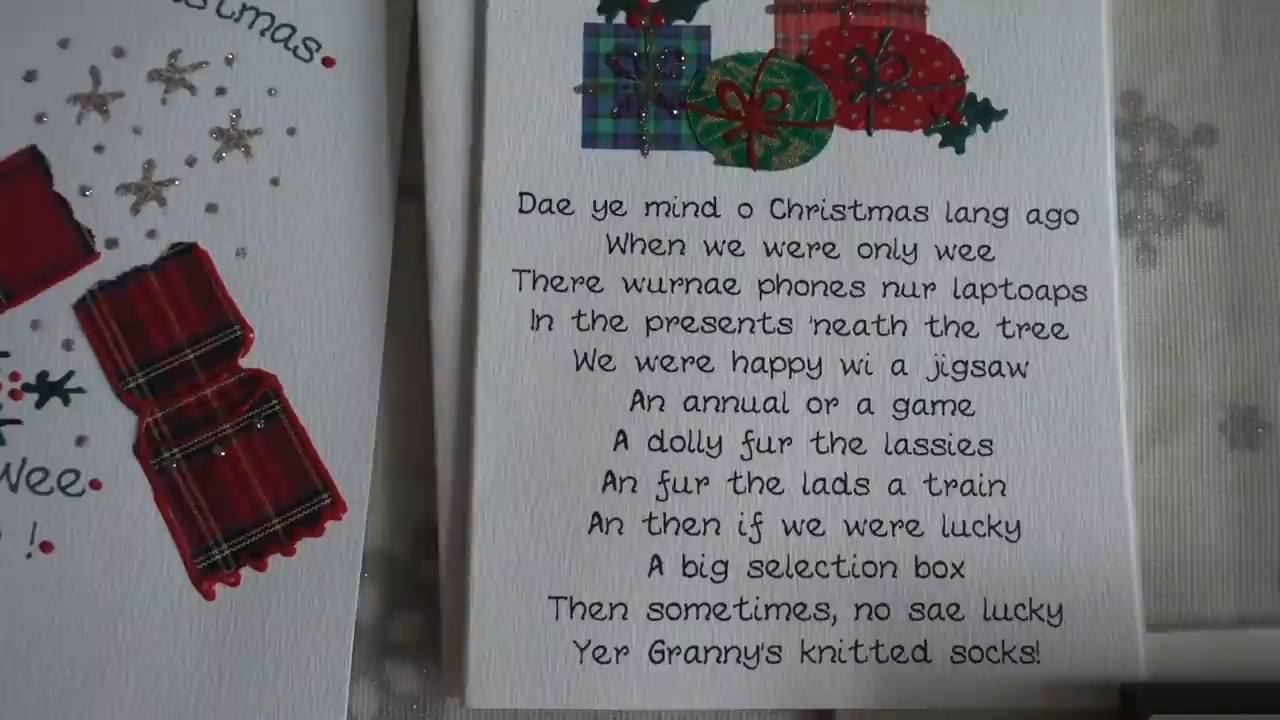 Dae ye mind o Christmas lang ago
When we were only wee
There wurnae phones nur laptoaps
In the presents 'neath the tree
We were happy wi a jigsaw
An annual or a game
A dolly fur the lassies
An fur the lads a train
An then if we were lucky
A big selection box
Then sometimes, no sae lucky
Yer Granny's knitted socks!
Wee
!